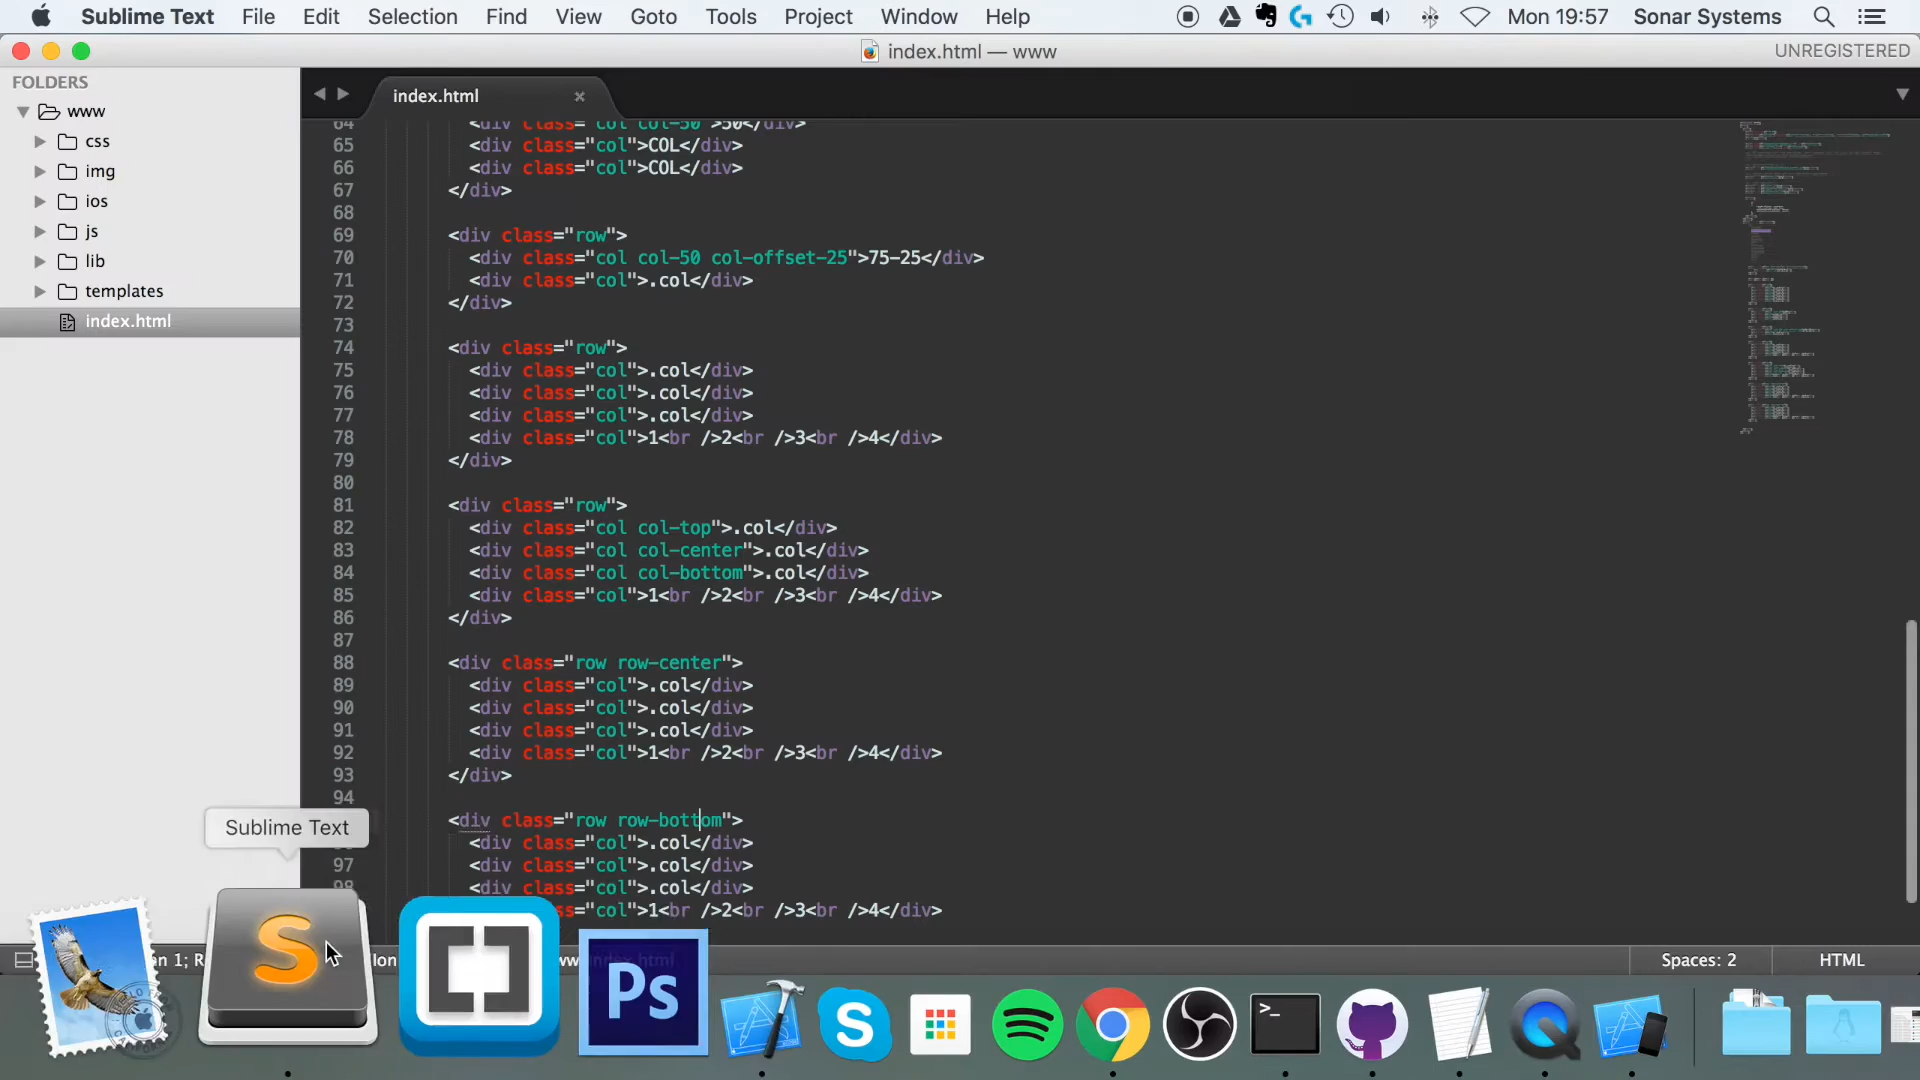 Sublime Text File Edit Selection Find View Goto Tools Project Window Help Mon 19:57 Sonar Systems
index.html — www UNREGISTERED
FOLDERS
www
css
img
ios
js
lib
templates
index.html
index.html
64 <div class="col col-50">50</div>
65 <div class="col">COL</div>
66 <div class="col">COL</div>
67 </div>
68
69 <div class="row">
70 <div class="col col-50 col-offset-25">75-25</div>
71 <div class="col">.col</div>
72 </div>
73
74 <div class="row">
75 <div class="col">.col</div>
76 <div class="col">.col</div>
77 <div class="col">.col</div>
78 <div class="col">1<br />2<br />3<br />4</div>
79 </div>
80
81 <div class="row">
82 <div class="col col-top">.col</div>
83 <div class="col col-center">.col</div>
84 <div class="col col-bottom">.col</div>
85 <div class="col">1<br />2<br />3<br />4</div>
86 </div>
87
88 <div class="row row-center">
89 <div class="col">.col</div>
90 <div class="col">.col</div>
91 <div class="col">.col</div>
92 <div class="col">1<br />2<br />3<br />4</div>
93 </div>
94
<div class="row row-bottom">
Sublime Text
<div class="col">.col</div>
97 <div class="col">.col</div>
98 <div class="col">.col</div>
ss="col">1<br />2<br />3<br />4</div>
index.html
Spaces: 2 HTML
S
Ps
>_